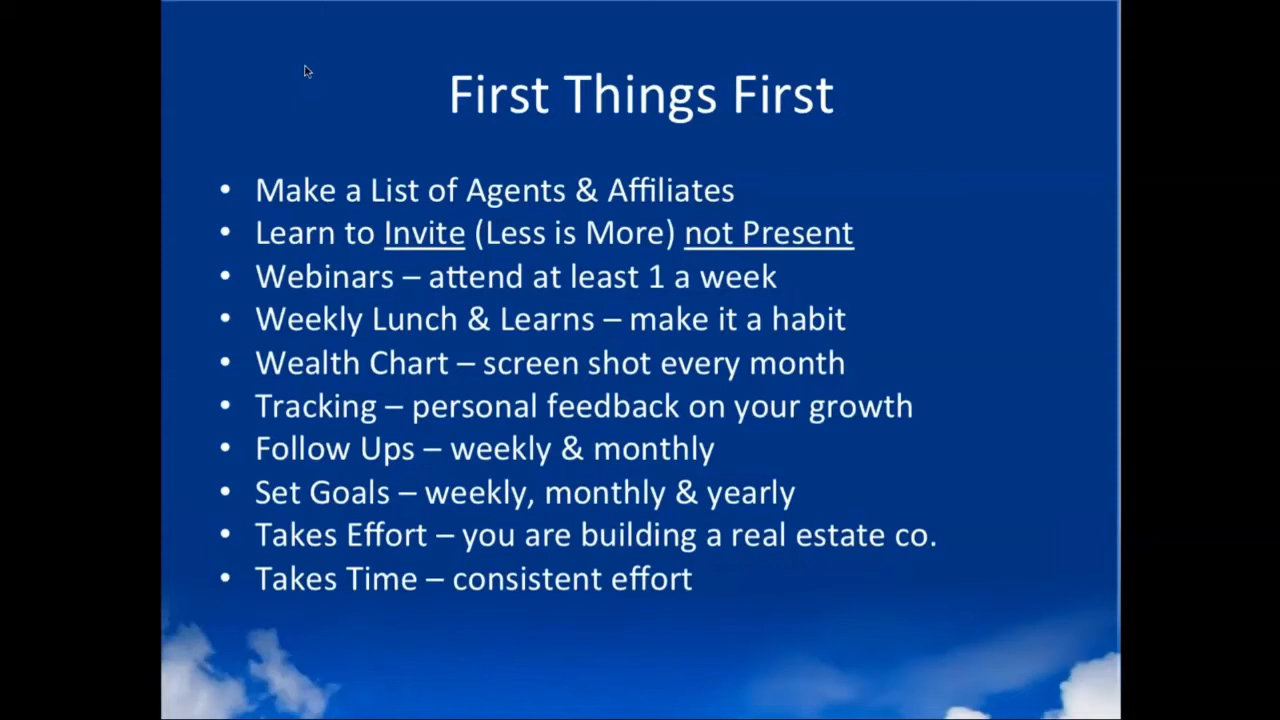 First Things First
• Make a List of Agents & Affiliates
• Learn to Invite (Less is More) not Present
• Webinars – attend at least 1 a week
• Weekly Lunch & Learns – make it a habit
• Wealth Chart – screen shot every month
• Tracking – personal feedback on your growth
• Follow Ups – weekly & monthly
• Set Goals – weekly, monthly & yearly
• Takes Effort – you are building a real estate co.
• Takes Time – consistent effort